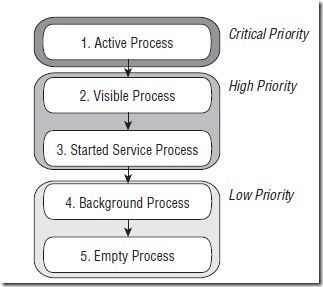 1. Active Process
Critical Priority
2. Visible Process
High Priority
3. Started Service Process
4. Background Process
Low Priority
5. Empty Process